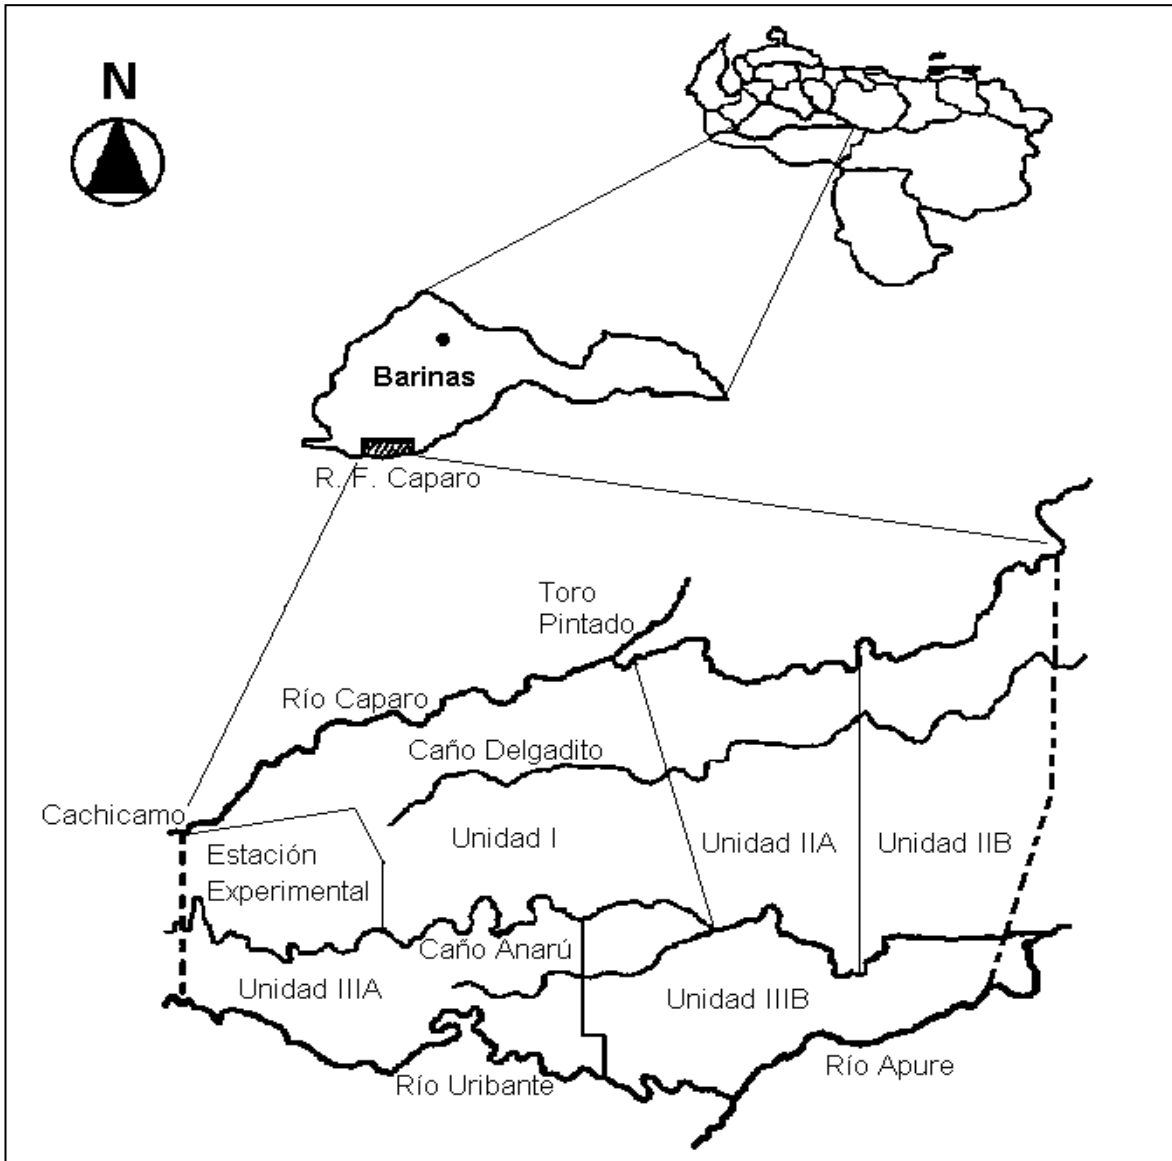 N
Barinas
R. F. Caparo
Toro
Pintado
Río Caparo
Caño Delgadito
Cachicamo
Estación
Experimental
Unidad I
Unidad IIA
Unidad IIB
Caño Anarú
Unidad IIIA
Unidad IIIB
Río Uribante
Río Apure